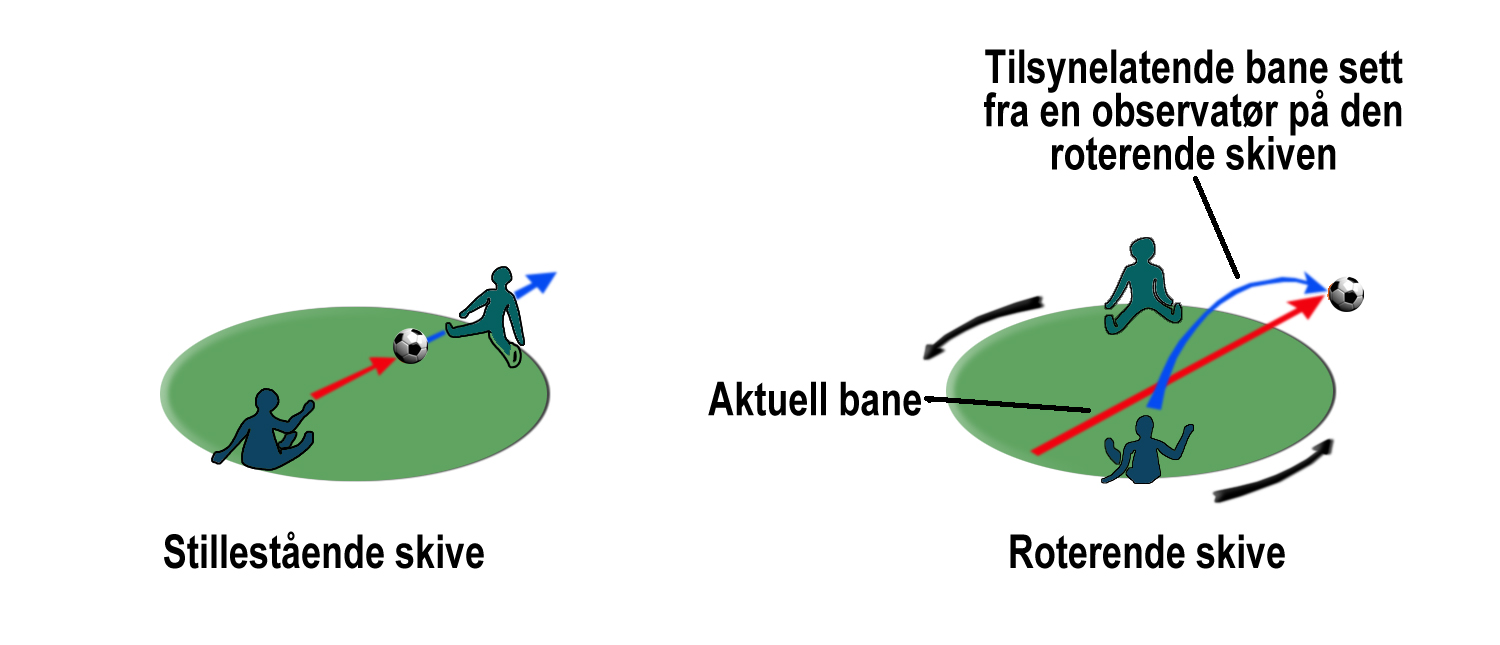 Tilsynelatende bane sett
fra en observatør på den
roterende skiven
Aktuell bane
Stillestående skive
Roterende skive